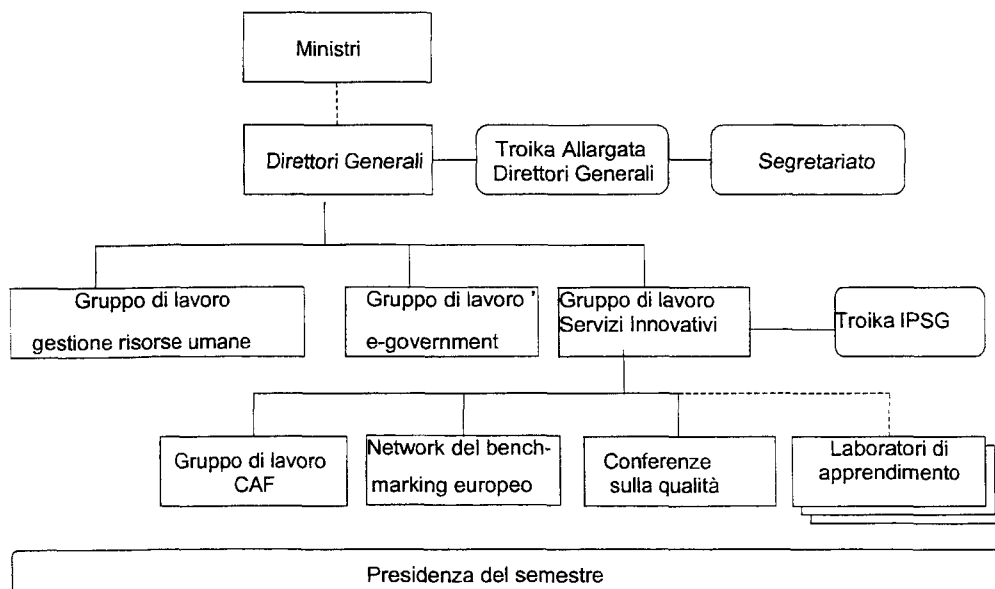 Ministri
Direttori Generali
Troika Allargata
Direttori Generali
Segretariato
Gruppo di lavoro
gestione risorse umane
Gruppo di lavoro '
e-government
Gruppo di lavoro
Servizi Innovativi
Troika IPSG
Gruppo di lavoro
CAF
Network del bench-
marking europeo
Conferenze
sulla qualità
Laboratori di
apprendimento
Presidenza del semestre